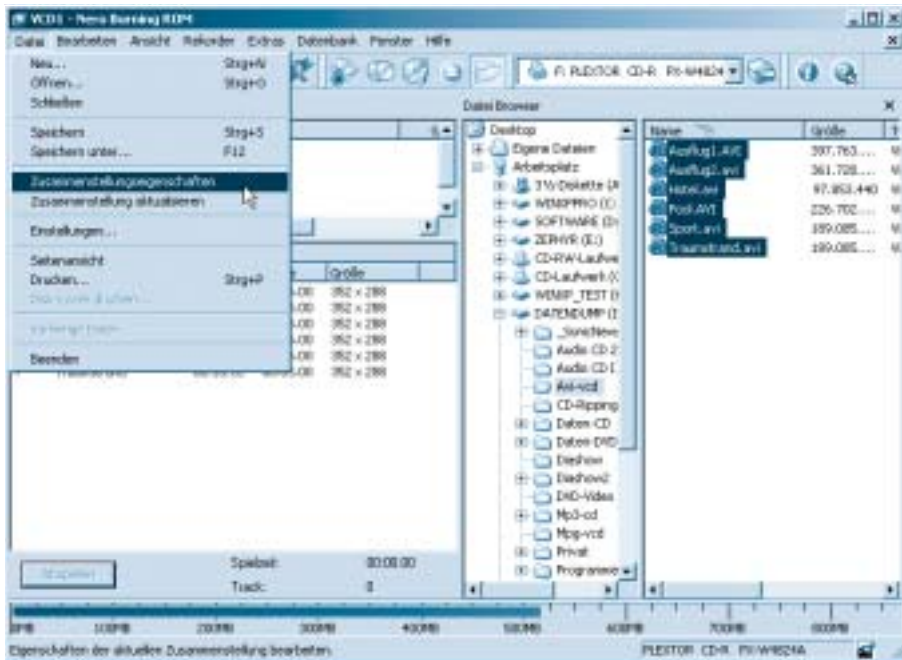 VCD1 - Nero Burning ROM
Datei Bearbeiten Ansicht Rekorder Extras Datenbank Fenster Hilfe
Neu... Strg+N
Öffnen... Strg+O
Schließen
Speichern Strg+S
Speichern unter... F12
Zusammenstellungseigenschaften
Zusammenstellung aktualisieren
Einstellungen...
Seitenansicht
Drucken... Strg+P
Beenden
F: PLEXTOR CD-R PX-W4824
Datei Browser
Größe
352 x 288
352 x 288
352 x 288
352 x 288
352 x 288
352 x 288
Desktop
Eigene Dateien
Arbeitsplatz
3½-Diskette (A
WINXPPRO (C:
SOFTWARE (D:
ZEPHYR (E:)
CD-RW-Laufwe
CD-Laufwerk (
WINXP_TEST (
DATENDUMP (
Audio CD 2
Audio CD I
Avi-vcd
CD-Ripping
Daten-CD
Daten-DVD
Dieshow
Dieshow2
DVD-Video
Mp3-cd
Mpg-vcd
Privat
Programme
Name Größe
Ausflug1.AVI 397.763....
Ausflug2.avi 361.728....
Hotel.avi 97.853.440
Pool.AVI 226.702....
Sport.avi 189.085....
Traumstrand.avi 189.085....
Spielzeit: 00:00.00
Track: 0
0MB 100MB 200MB 300MB 400MB 500MB 600MB 700MB 800MB
Eigenschaften der aktuellen Zusammenstellung bearbeiten.
PLEXTOR CD-R PX-W4824A